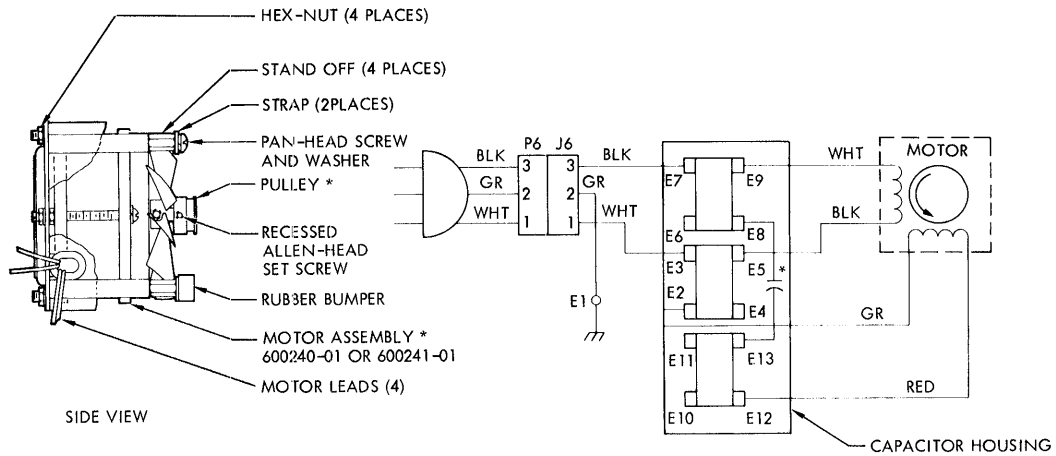 HEX-NUT (4 PLACES)
STAND OFF (4 PLACES)
STRAP (2PLACES)
PAN-HEAD SCREW
AND WASHER
PULLEY *
RECESSED
ALLEN-HEAD
SET SCREW
RUBBER BUMPER
MOTOR ASSEMBLY *
600240-01 OR 600241-01
MOTOR LEADS (4)
SIDE VIEW
P6 J6
BLK 3 3 BLK
GR 2 2 GR
WHT 1 1 WHT
E1
E7 E9
E6 E8
E3 E5 *
E2 E4
E11 E13
E10 E12
WHT
BLK
MOTOR
GR
RED
CAPACITOR HOUSING